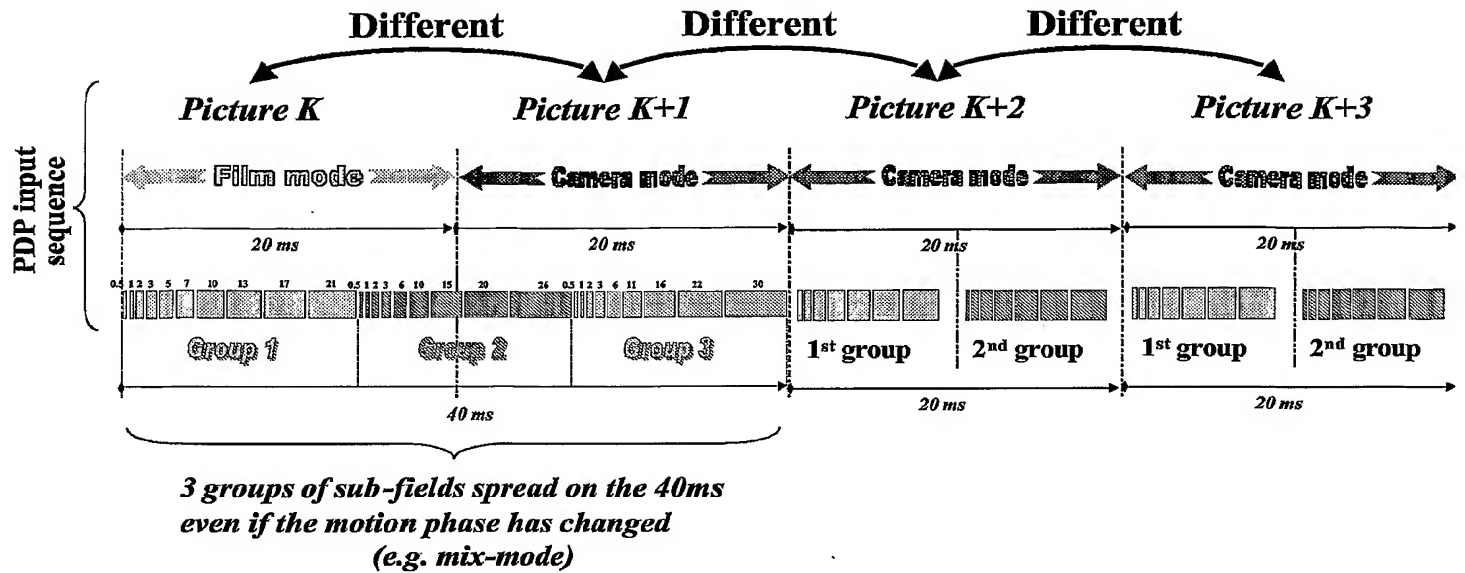 Different Different Different
Picture K Picture K+1 Picture K+2 Picture K+3
PDP input
sequence
Film mode Camera mode Camera mode Camera mode
20 ms 20 ms 20 ms 20 ms
0.5 1 2 3 5 7 10 13 17 21 0.5 1 2 3 6 10 15 20 26 0.5 1 2 3 6 11 16 22 30
Group 1 Group 2 Group 3 1st group 2nd group 1st group 2nd group
40 ms 20 ms 20 ms
3 groups of sub-fields spread on the 40ms
even if the motion phase has changed
(e.g. mix-mode)